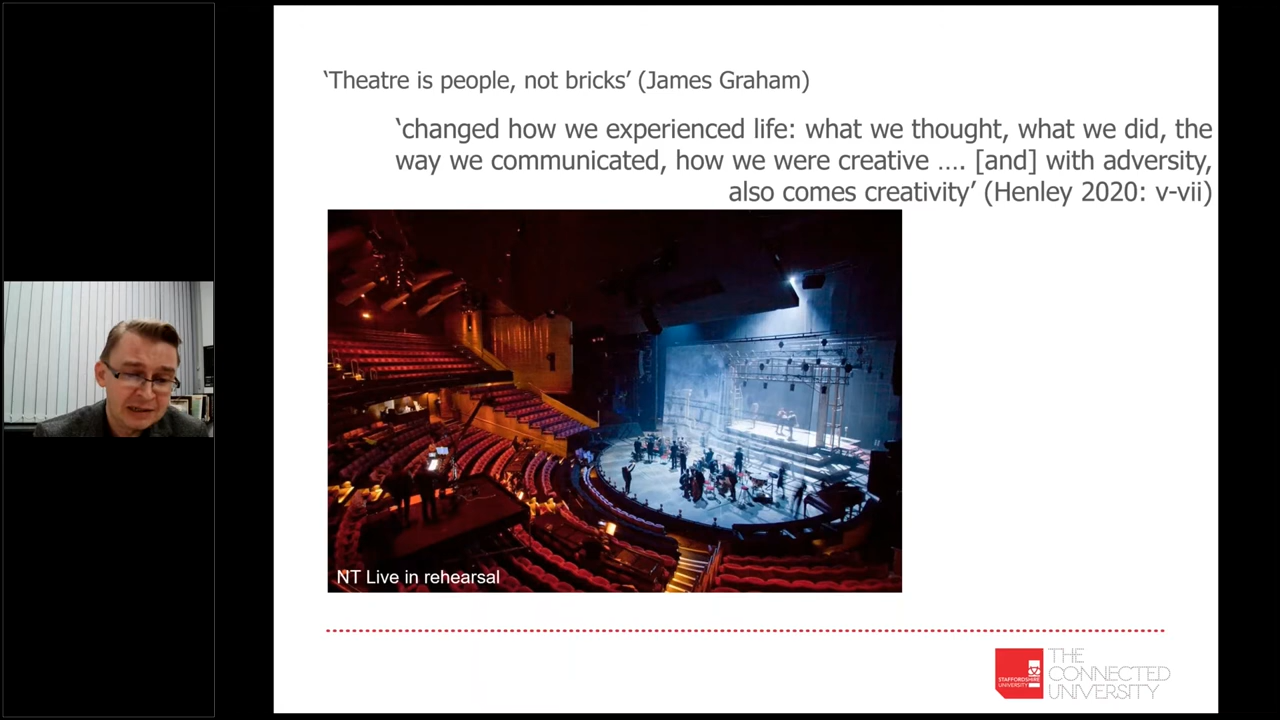 ‘Theatre is people, not bricks’ (James Graham)
‘changed how we experienced life: what we thought, what we did, the
way we communicated, how we were creative …. [and] with adversity,
also comes creativity’ (Henley 2020: v-vii)
NT Live in rehearsal
STAFFORDSHIRE
UNIVERSITY
THE
CONNECTED
UNIVERSITY